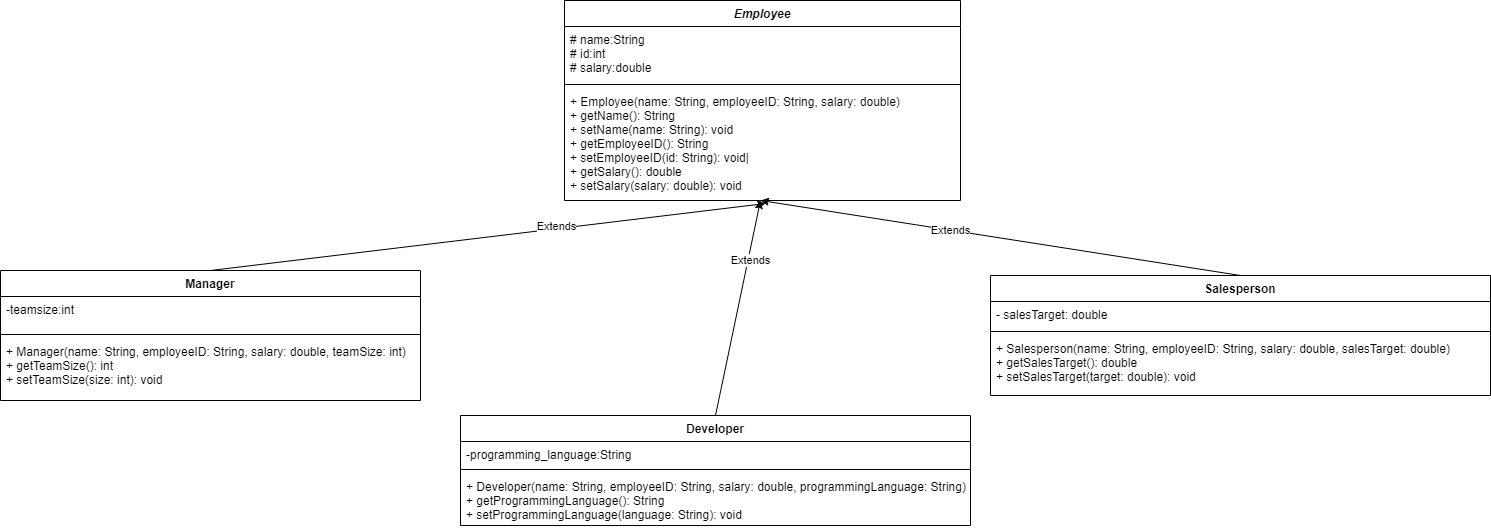 Employee
# name:String
# id:int
# salary:double
+ Employee(name: String, employeeID: String, salary: double)
+ getName(): String
+ setName(name: String): void
+ getEmployeeID(): String
+ setEmployeeID(id: String): void|
+ getSalary(): double
+ setSalary(salary: double): void
Extends
Extends
Extends
Manager
-teamsize:int
+ Manager(name: String, employeeID: String, salary: double, teamSize: int)
+ getTeamSize(): int
+ setTeamSize(size: int): void
Salesperson
- salesTarget: double
+ Salesperson(name: String, employeeID: String, salary: double, salesTarget: double)
+ getSalesTarget(): double
+ setSalesTarget(target: double): void
Developer
-programming_language:String
+ Developer(name: String, employeeID: String, salary: double, programmingLanguage: String)
+ getProgrammingLanguage(): String
+ setProgrammingLanguage(language: String): void